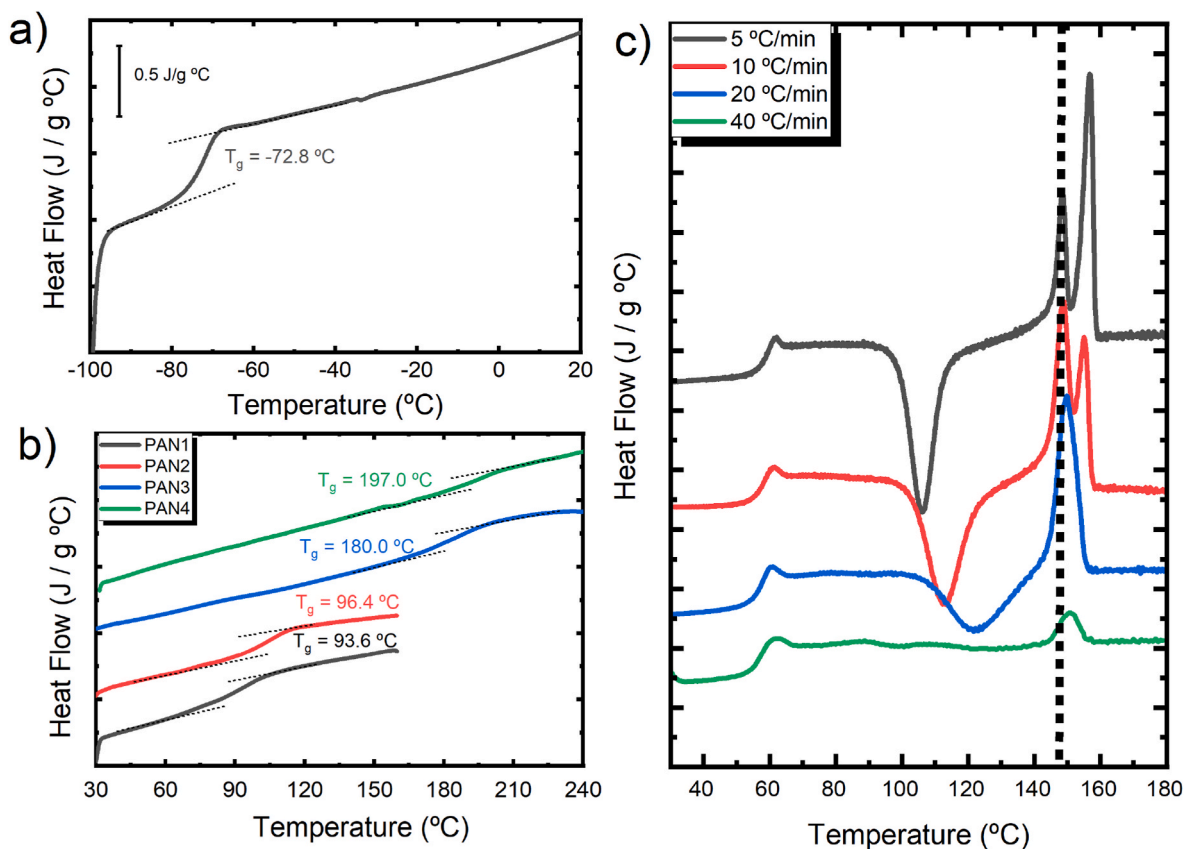 a)
0.5 J/g ºC
Tg = -72.8 ºC
Heat Flow (J / g ºC)
-100 -80 -60 -40 -20 0 20
Temperature (ºC)
b)
PAN1
PAN2
PAN3
PAN4
Tg = 197.0 ºC
Tg = 180.0 ºC
Tg = 96.4 ºC
Tg = 93.6 ºC
Heat Flow (J / g ºC)
30 60 90 120 150 180 210 240
Temperature (ºC)
c)
5 ºC/min
10 ºC/min
20 ºC/min
40 ºC/min
Heat Flow (J / g ºC)
40 60 80 100 120 140 160 180
Temperature (ºC)